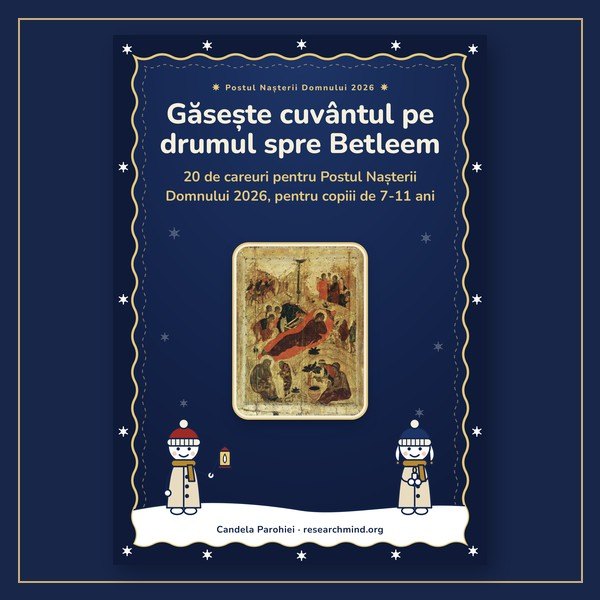 Postul Nașterii Domnului 2026
Găsește cuvântul pe
drumul spre Betleem
20 de careuri pentru Postul Nașterii
Domnului 2026, pentru copiii de 7-11 ani
Candela Parohiei · researchmind.org